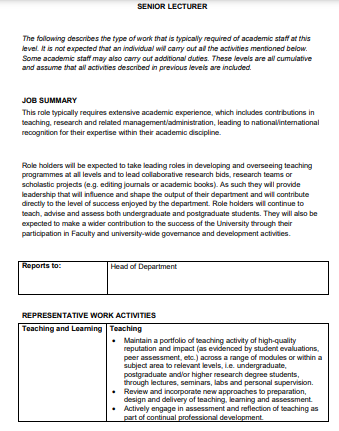 SENIOR LECTURER
The following describes the type of work that is typically required of academic staff at this
level. It is not expected that an individual will carry out all the activities mentioned below.
Some academic staff may also carry out additional duties. These levels are all cumulative
and assume that all activities described in previous levels are included.
JOB SUMMARY
This role typically requires extensive academic experience, which includes contributions in
teaching, research and related management/administration, leading to national/international
recognition for their expertise within their academic discipline.
Role holders will be expected to take leading roles in developing and overseeing teaching
programmes at all levels and to lead collaborative research bids, research teams or
scholastic projects (e.g. editing journals or academic books). As such they will provide
leadership that will influence and shape the output of their department and will contribute
directly to the level of success enjoyed by the department. Role holders will continue to
teach, advise and assess both undergraduate and postgraduate students. They will also be
expected to make a wider contribution to the success of the University through their
participation in Faculty and university-wide governance and development activities.
Reports to: Head of Department
REPRESENTATIVE WORK ACTIVITIES
Teaching and Learning Teaching
• Maintain a portfolio of teaching activity of high-quality
reputation and impact (as evidenced by student evaluations,
peer assessment, etc.) across a range of modules or within a
subject area to relevant levels, i.e. undergraduate,
postgraduate and/or higher research degree students,
through lectures, seminars, labs and personal supervision.
• Review and incorporate new approaches to preparation,
design and delivery of teaching, learning and assessment.
• Actively engage in assessment and reflection of teaching as
part of continual professional development.